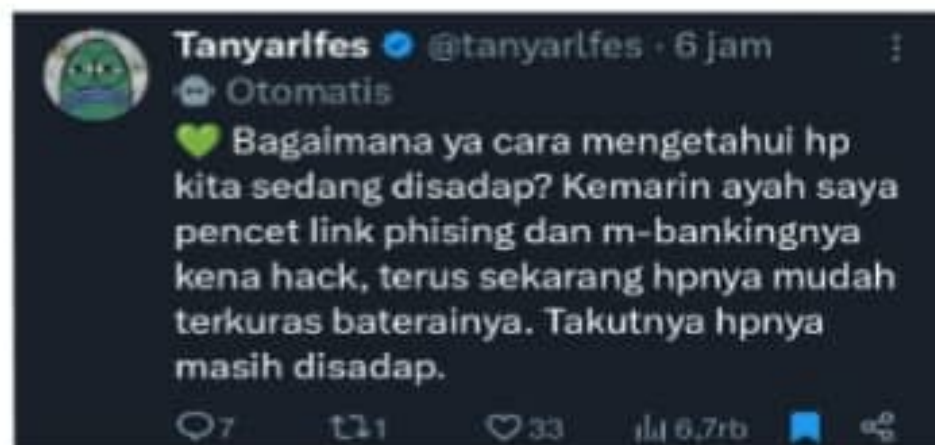 Tanyarlfes @tanyarlfes · 6 jam
Otomatis
💚 Bagaimana ya cara mengetahui hp
kita sedang disadap? Kemarin ayah saya
pencet link phising dan m-bankingnya
kena hack, terus sekarang hpnya mudah
terkuras baterainya. Takutnya hpnya
masih disadap.
7 1 33 6,7rb